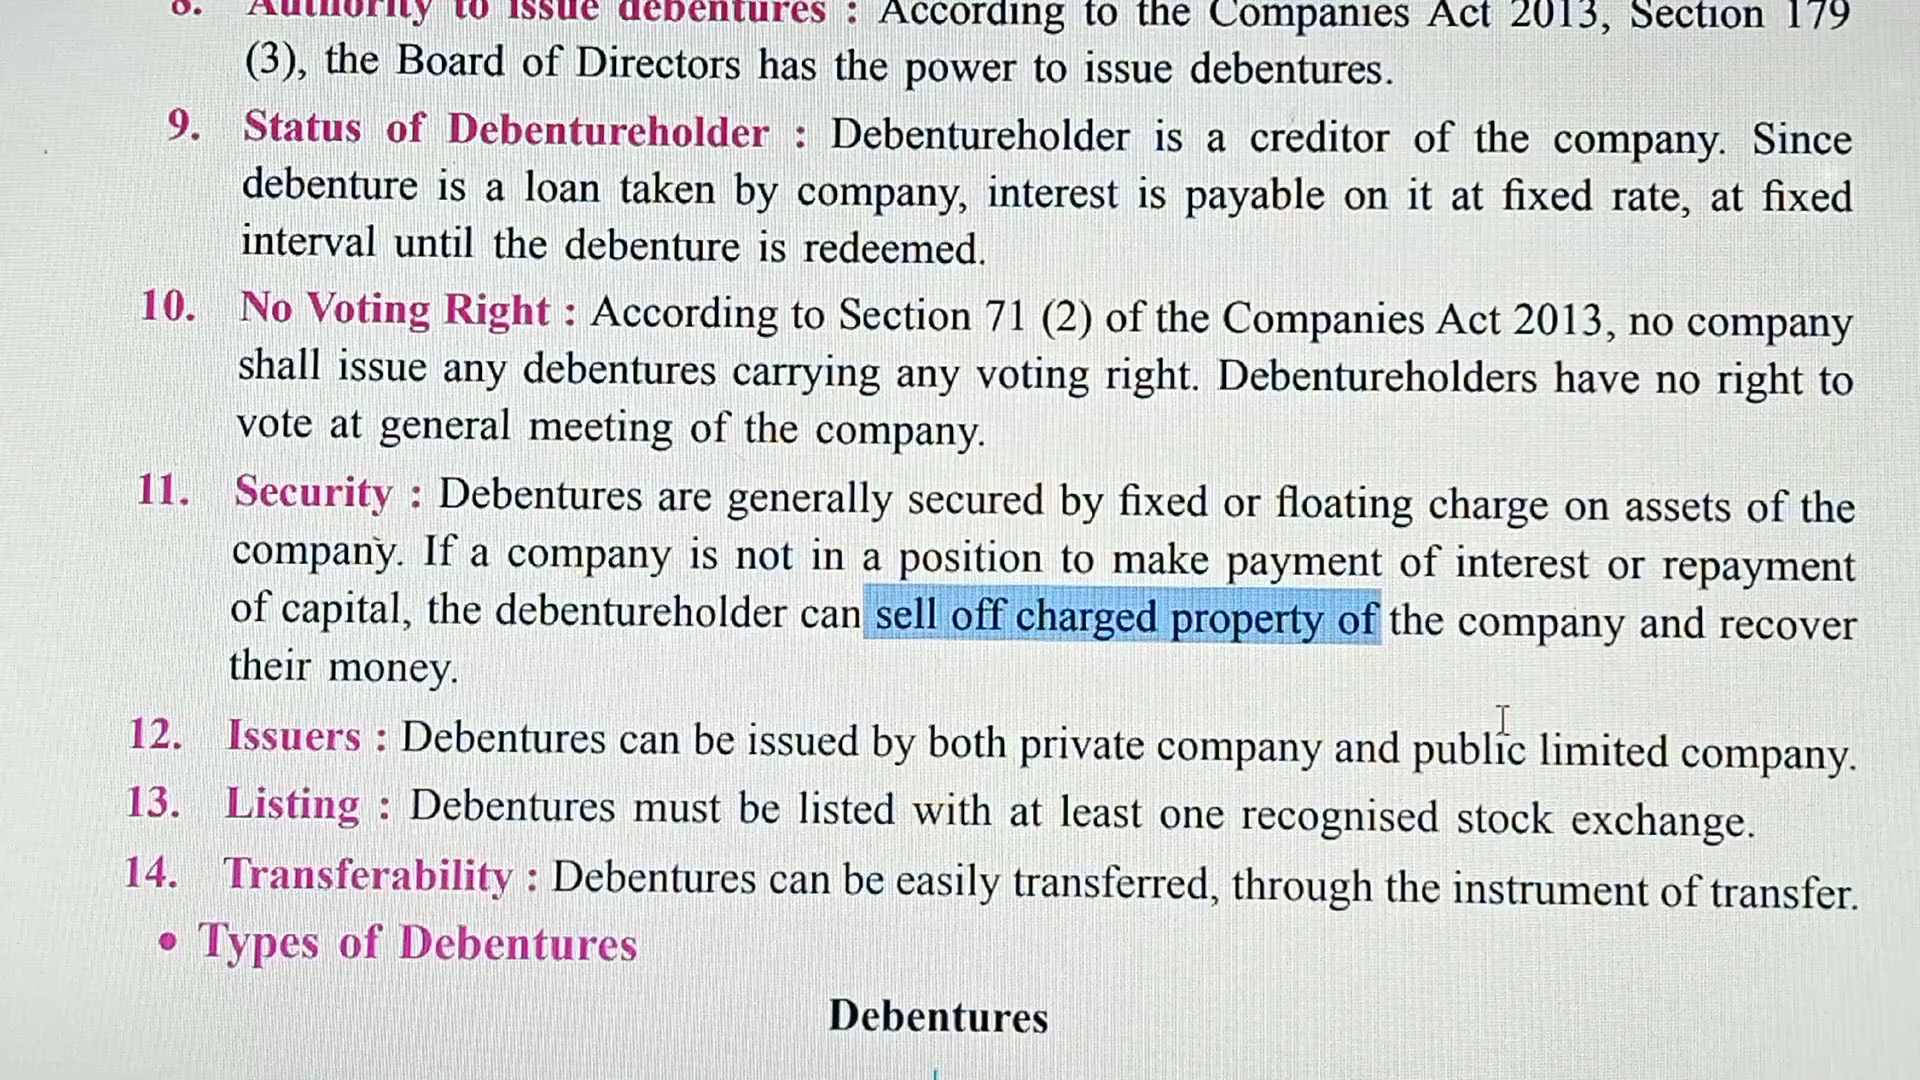 8. Authority to issue debentures : According to the Companies Act 2013, Section 179
(3), the Board of Directors has the power to issue debentures.
9. Status of Debentureholder : Debentureholder is a creditor of the company. Since
debenture is a loan taken by company, interest is payable on it at fixed rate, at fixed
interval until the debenture is redeemed.
10. No Voting Right : According to Section 71 (2) of the Companies Act 2013, no company
shall issue any debentures carrying any voting right. Debentureholders have no right to
vote at general meeting of the company.
11. Security : Debentures are generally secured by fixed or floating charge on assets of the
company. If a company is not in a position to make payment of interest or repayment
of capital, the debentureholder can sell off charged property of the company and recover
their money.
12. Issuers : Debentures can be issued by both private company and public limited company.
13. Listing : Debentures must be listed with at least one recognised stock exchange.
14. Transferability : Debentures can be easily transferred, through the instrument of transfer.
• Types of Debentures
Debentures